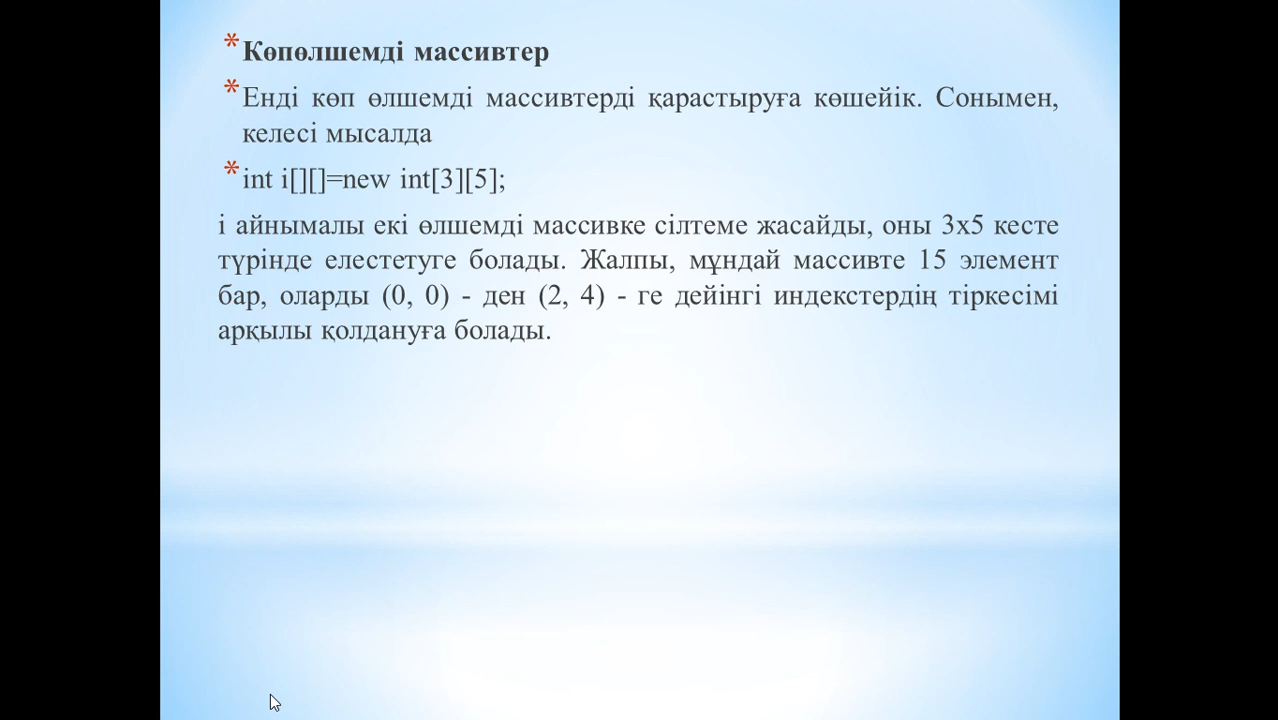 * Көпөлшемді массивтер
* Енді көп өлшемді массивтерді қарастыруға көшейік. Сонымен,
келесі мысалда
* int i[][]=new int[3][5];
i айнымалы екі өлшемді массивке сілтеме жасайды, оны 3x5 кесте
түрінде елестетуге болады. Жалпы, мұндай массивте 15 элемент
бар, оларды (0, 0) - ден (2, 4) - ге дейінгі индекстердің тіркесімі
арқылы қолдануға болады.